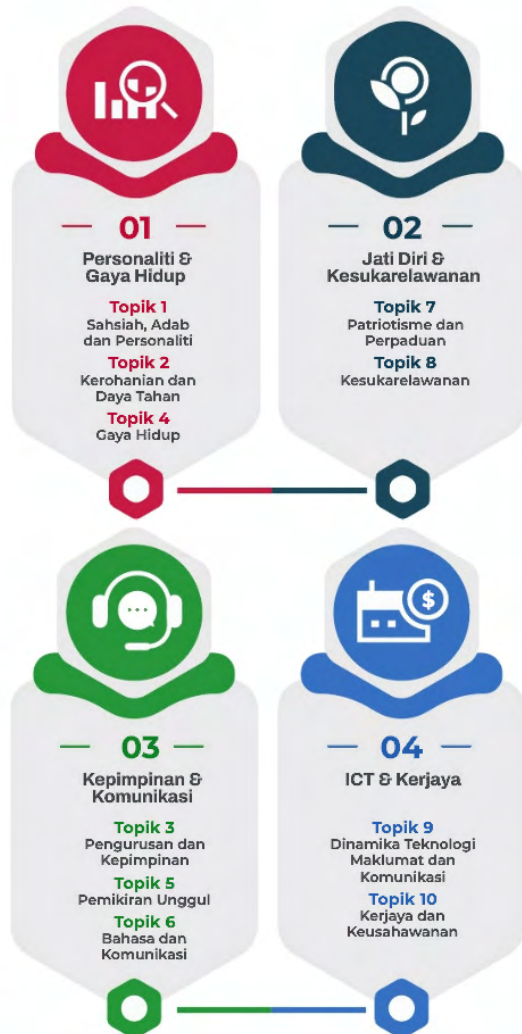 01
Personaliti &
Gaya Hidup
Topik 1
Sahsiah, Adab
dan Personaliti
Topik 2
Kerohanian dan
Daya Tahan
Topik 4
Gaya Hidup
02
Jati Diri &
Kesukarelawanan
Topik 7
Patriotisme dan
Perpaduan
Topik 8
Kesukarelawanan
03
Kepimpinan &
Komunikasi
Topik 3
Pengurusan dan
Kepimpinan
Topik 5
Pemikiran Unggul
Topik 6
Bahasa dan
Komunikasi
$
04
ICT & Kerjaya
Topik 9
Dinamika Teknologi
Maklumat dan
Komunikasi
Topik 10
Kerjaya dan
Keusahawanan